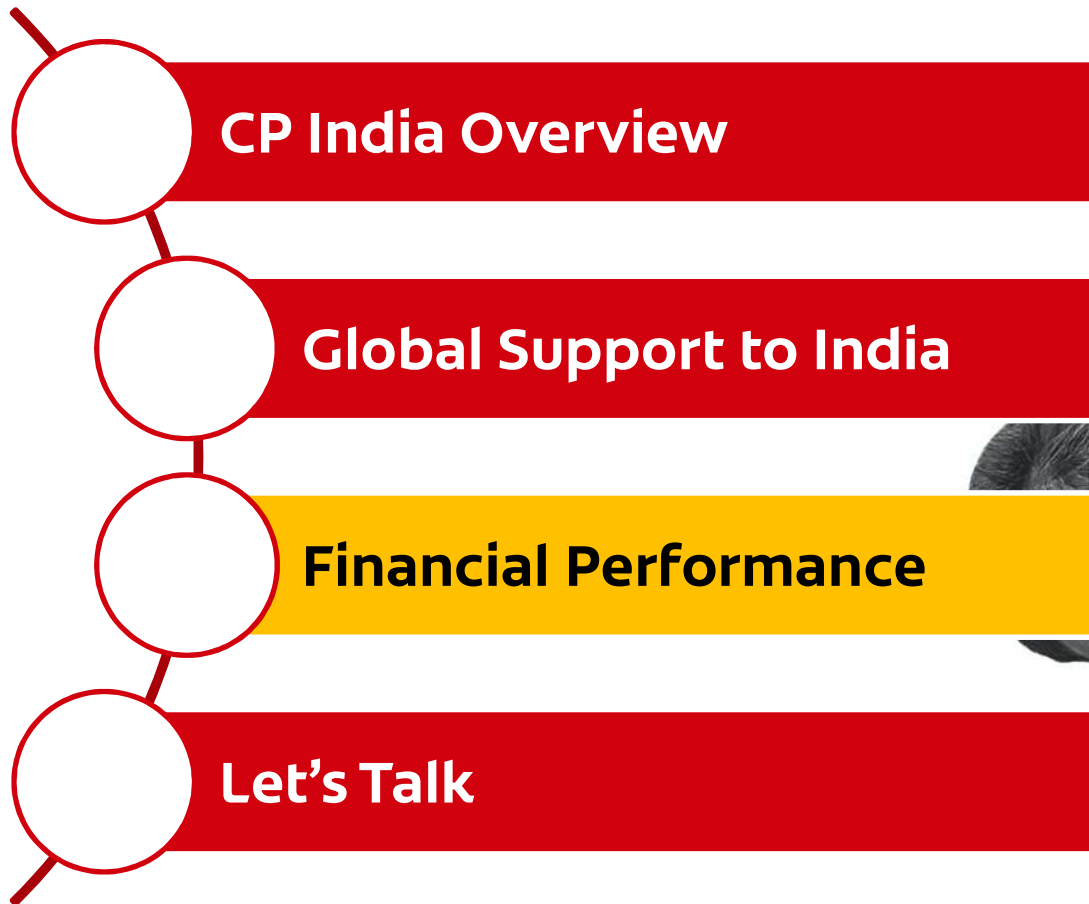 CP India Overview
Global Support to India
Financial Performance
Let’s Talk